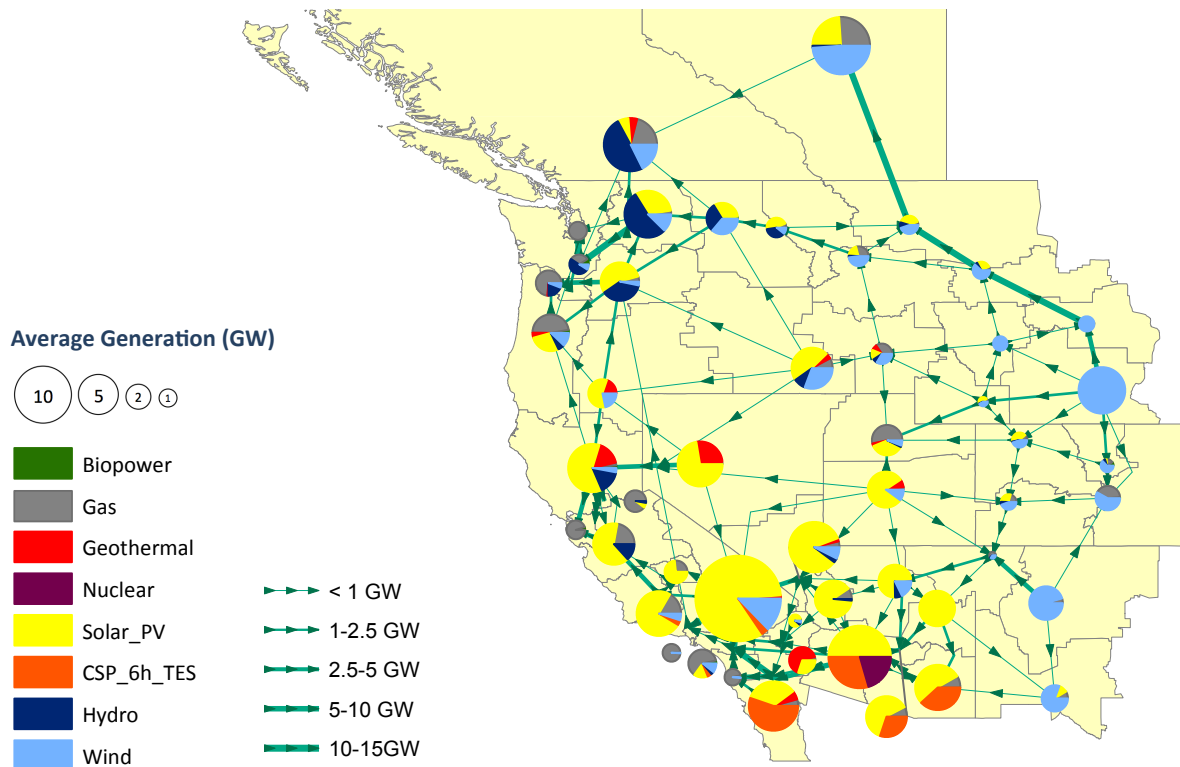 Average Generation (GW)
10 5 2 1
Biopower
Gas
Geothermal
Nuclear
Solar_PV
CSP_6h_TES
Hydro
Wind
< 1 GW
1-2.5 GW
2.5-5 GW
5-10 GW
10-15GW